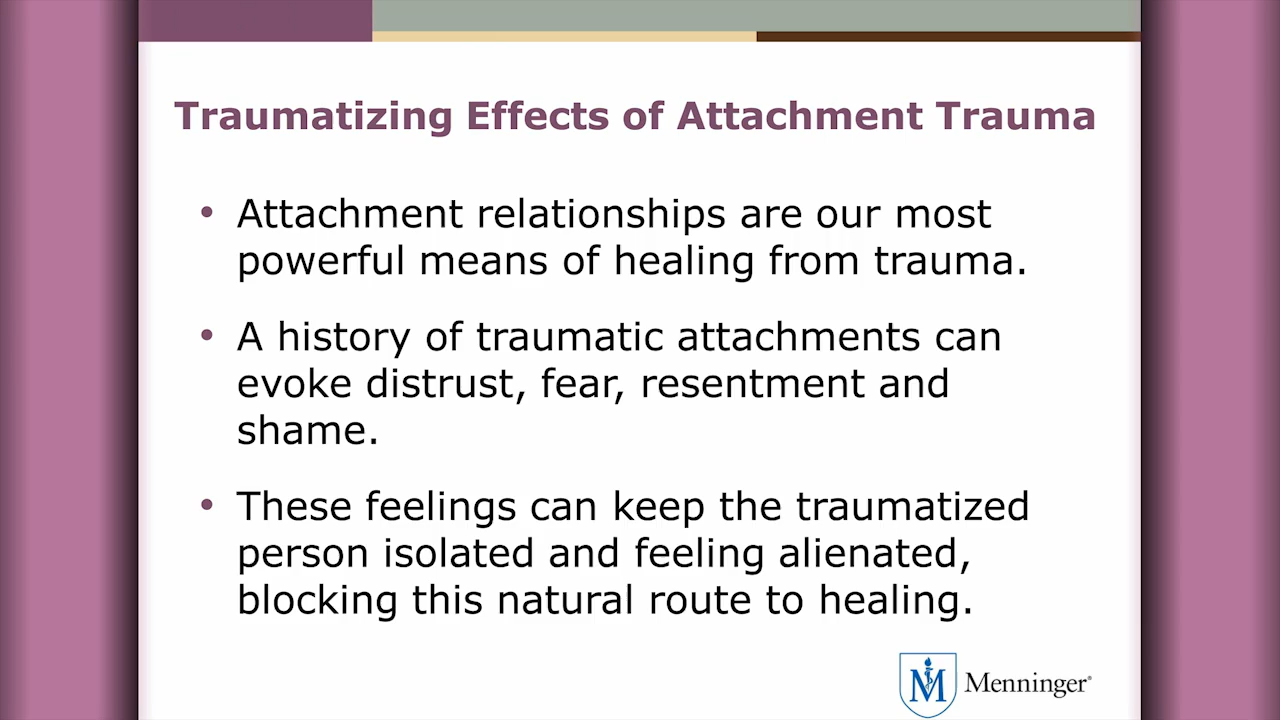 Traumatizing Effects of Attachment Trauma
• Attachment relationships are our most
powerful means of healing from trauma.
• A history of traumatic attachments can
evoke distrust, fear, resentment and
shame.
• These feelings can keep the traumatized
person isolated and feeling alienated,
blocking this natural route to healing.
M Menninger®